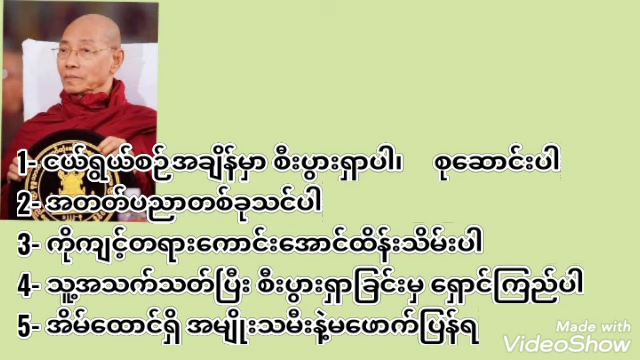 1- ငယ်ရွယ်စဉ်အချိန်မှာ စီးပွားရှာပါ၊ စုဆောင်းပါ
2- အတတ်ပညာတစ်ခုသင်ပါ
3- ကိုကျင့်တရားကောင်းအောင်ထိန်းသိမ်းပါ
4- သူ့အသက်သတ်ပြီး စီးပွားရှာခြင်းမှ ရှောင်ကြည်ပါ
5- အိမ်ထောင်ရှိ အမျိုးသမီးနဲ့မဖောက်ပြန်ရ
Made with
VideoShow